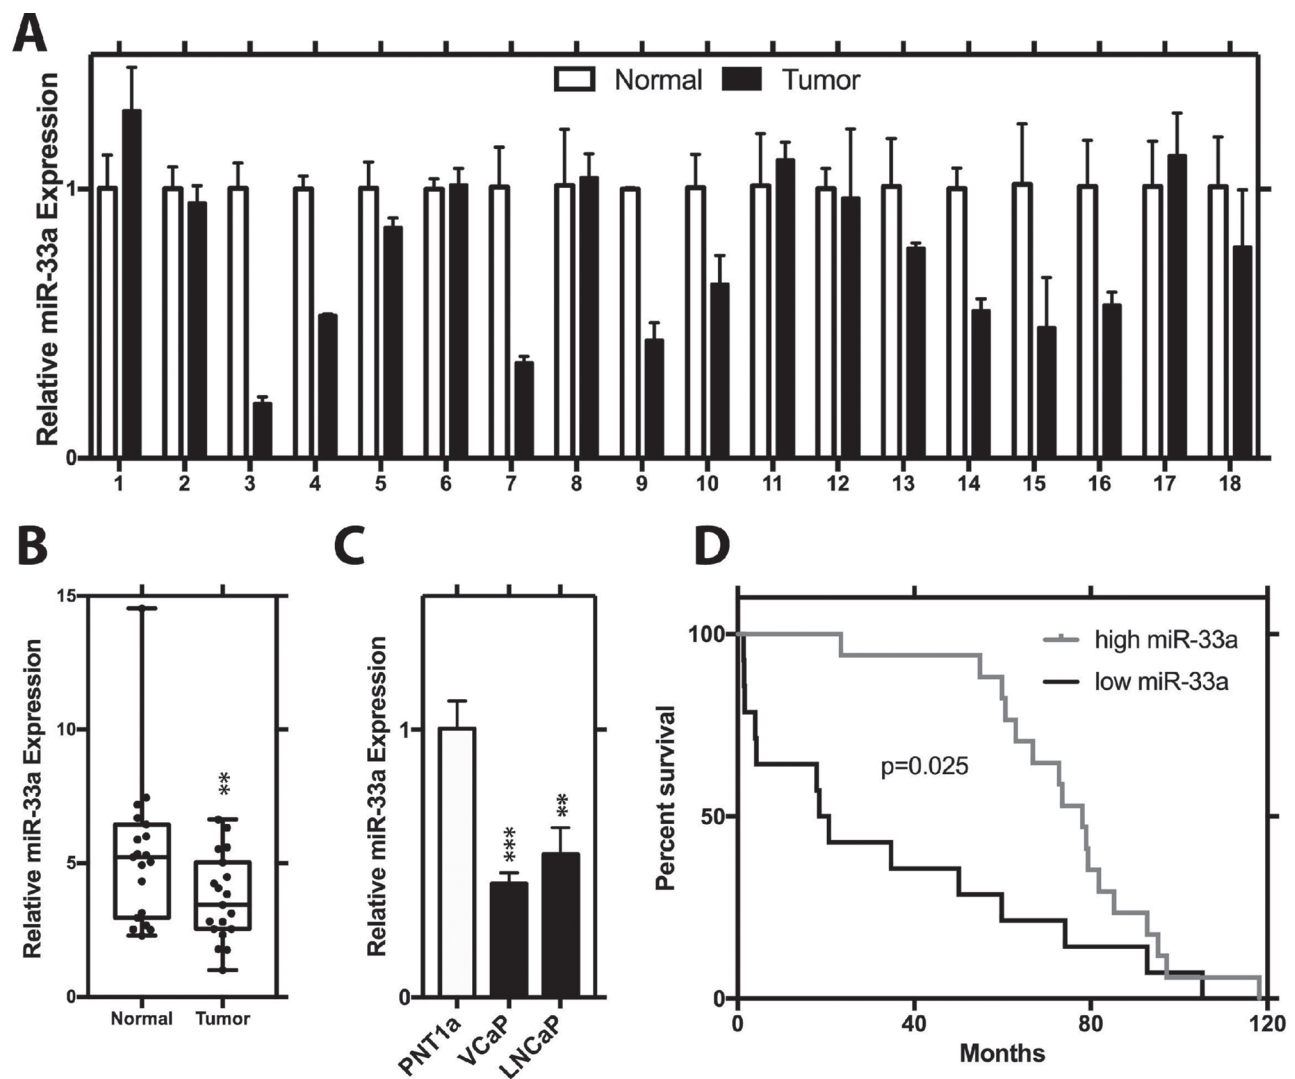 A
Relative miR-33a Expression
Normal Tumor
1
0
1 2 3 4 5 6 7 8 9 10 11 12 13 14 15 16 17 18
B
Relative miR-33a Expression
15
10
5
0
**
Normal Tumor
C
Relative miR-33a Expression
1
0
***
**
PNT1a VCaP LNCaP
D
Percent survival
100
50
0
high miR-33a
low miR-33a
p=0.025
0 40 80 120
Months